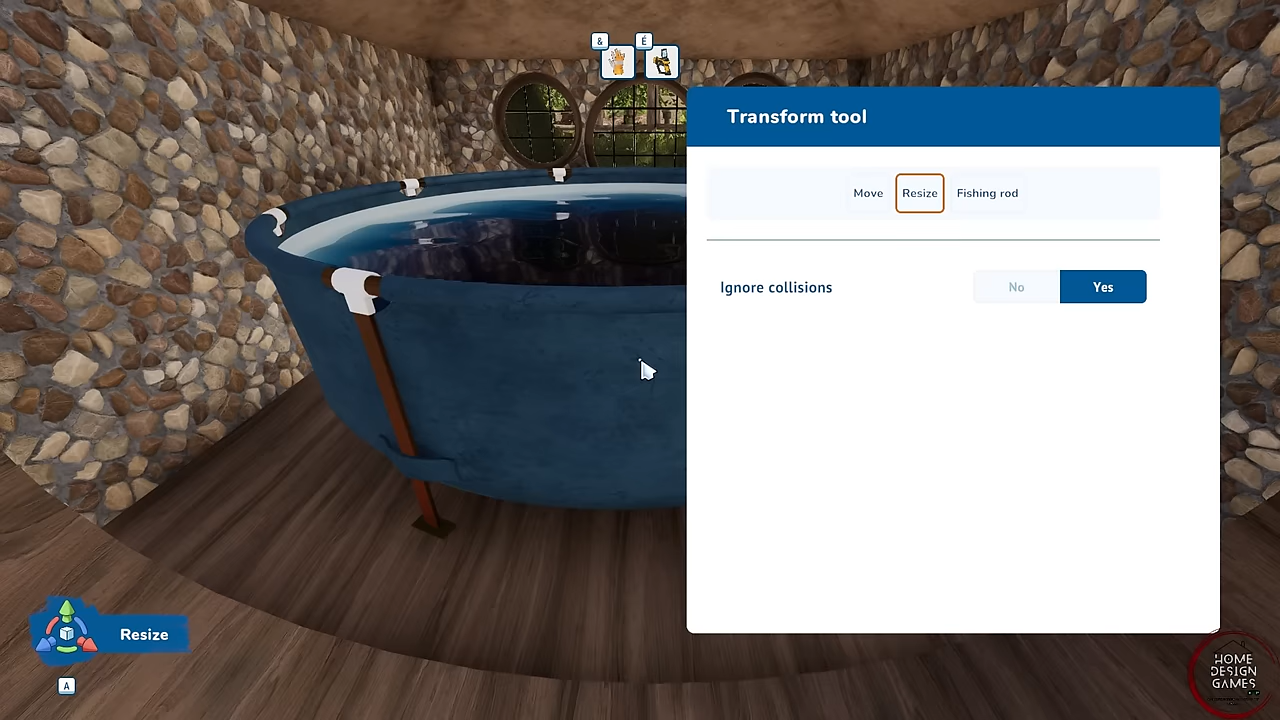 & É
Transform tool
Move Resize Fishing rod
Ignore collisions No Yes
Resize
A
HOME
DESIGN
GAMES